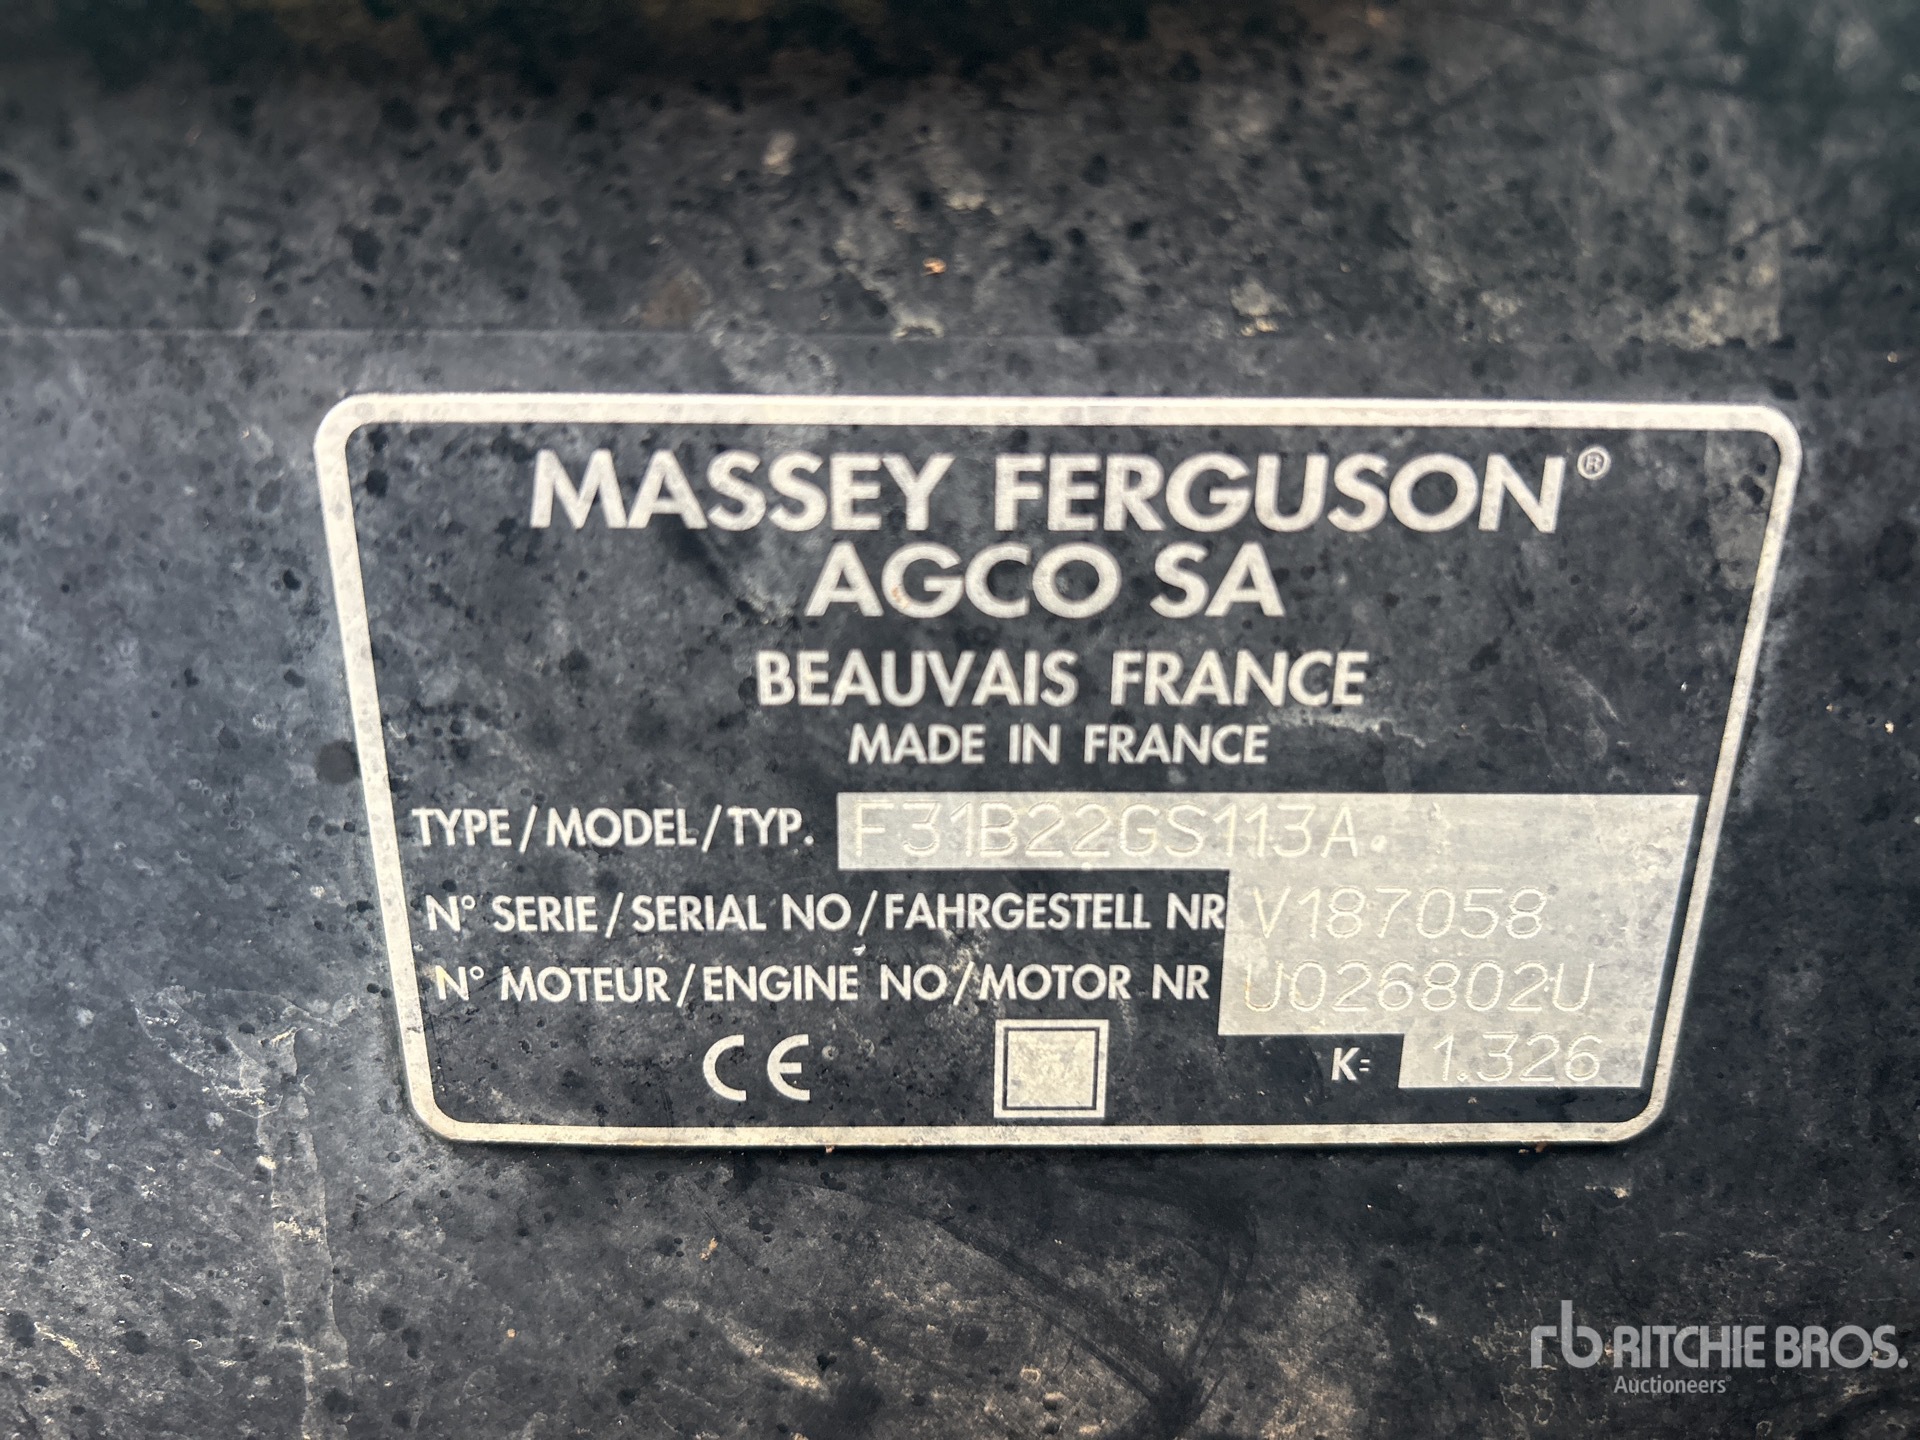 MASSEY FERGUSON®
AGCO SA
BEAUVAIS FRANCE
MADE IN FRANCE
TYPE/MODEL/TYP. F31B22GS113A.
N° SERIE/SERIAL NO/FAHRGESTELL NR V187058
N° MOTEUR/ENGINE NO/MOTOR NR U026802U
CE K= 1.326
rb RITCHIE BROS.
Auctioneers